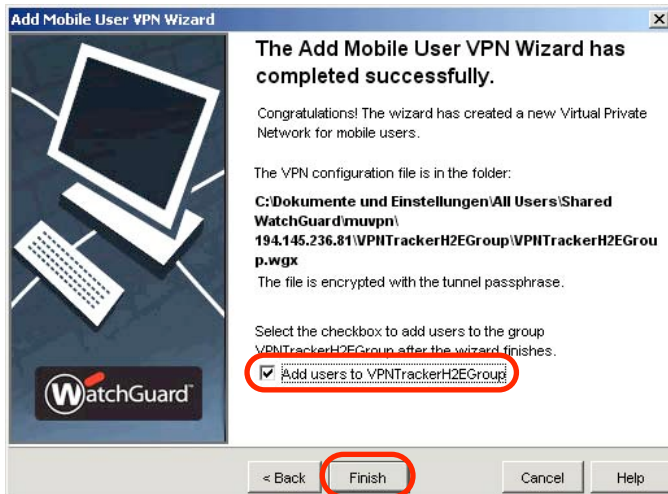 Add Mobile User VPN Wizard
The Add Mobile User VPN Wizard has
completed successfully.
Congratulations! The wizard has created a new Virtual Private
Network for mobile users.
The VPN configuration file is in the folder:
C:\Dokumente und Einstellungen\All Users\Shared
WatchGuard\muvpn\
194.145.236.81\VPNTrackerH2EGroup\VPNTrackerH2EGrou
p.wgx
The file is encrypted with the tunnel passphrase.
Select the checkbox to add users to the group
VPNTrackerH2EGroup after the wizard finishes.
Add users to VPNTrackerH2EGroup
WatchGuard
< Back
Finish
Cancel
Help